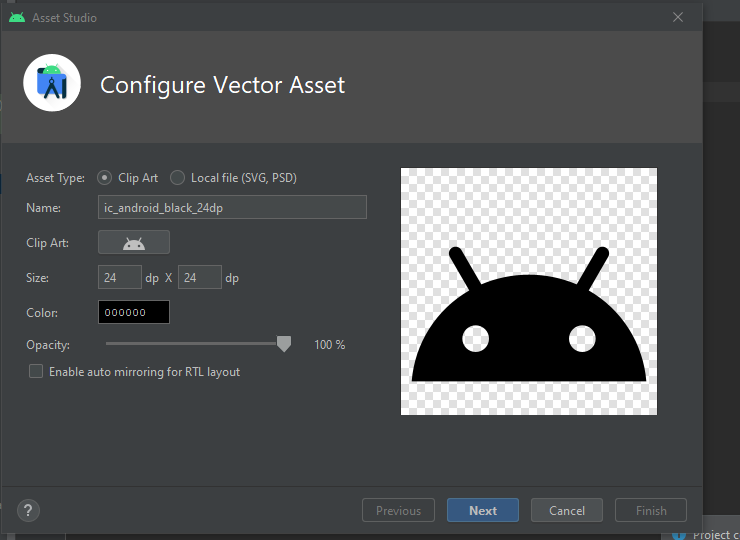 Asset Studio
Configure Vector Asset
Asset Type: Clip Art Local file (SVG, PSD)
Name: ic_android_black_24dp
Clip Art:
Size: 24 dp X 24 dp
Color: 000000
Opacity: 100 %
Enable auto mirroring for RTL layout
? Previous Next Cancel Finish
Project c